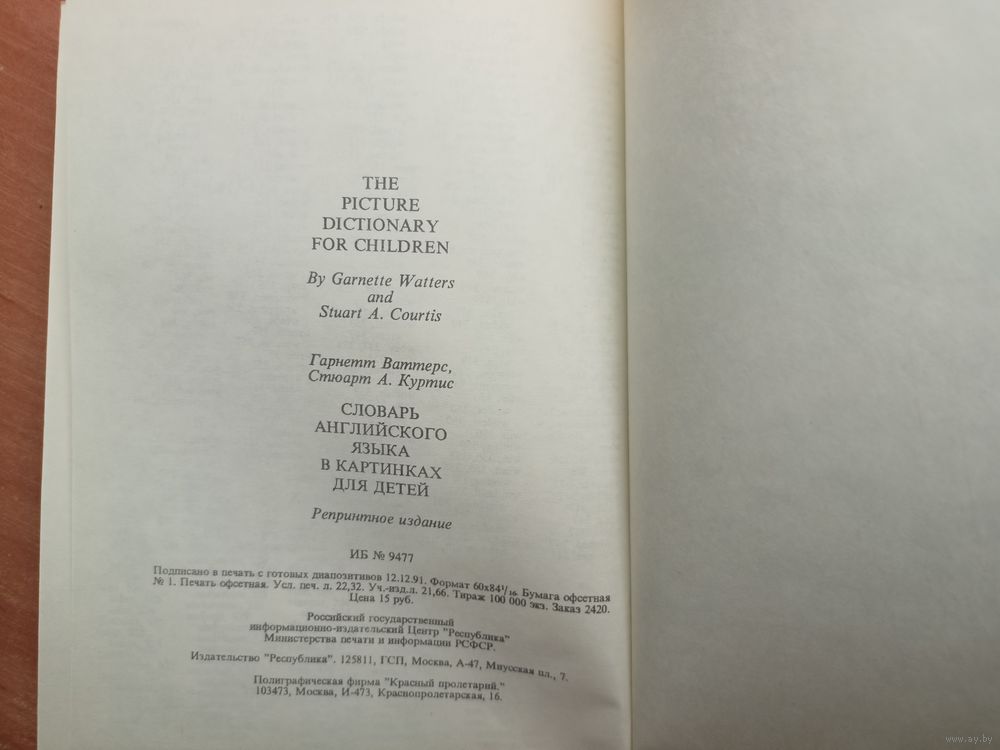 THE
PICTURE
DICTIONARY
FOR CHILDREN
By Garnette Watters
and
Stuart A. Courtis
Гарнетт Ваттерс,
Стюарт А. Куртис
СЛОВАРЬ
АНГЛИЙСКОГО
ЯЗЫКА
В КАРТИНКАХ
ДЛЯ ДЕТЕЙ
Репринтное издание
ИБ № 9477
Подписано в печать с готовых диапозитивов 12.12.91. Формат 60х84¹/₁₆ Бумага офсетная
№ 1. Печать офсетная. Усл. печ. л. 22,32. Уч.-изд.л. 21,66. Тираж 100 000 экз. Заказ 2420.
Цена 15 руб.
Российский государственный
информационно-издательский Центр "Республика"
Министерства печати и информации РСФСР.
Издательство "Республика". 125811, ГСП, Москва, А-47, Миусская пл., 7.
Полиграфическая фирма "Красный пролетарий."
103473, Москва, И-473, Краснопролетарская, 16.
www.ay.by